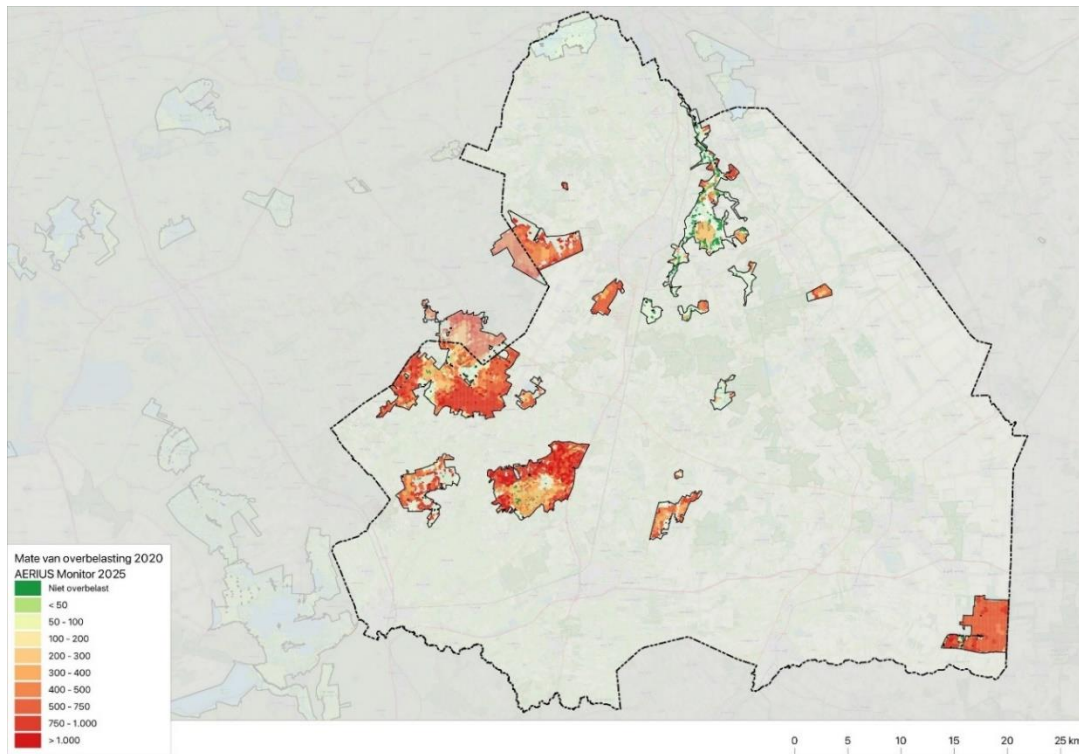 Mate van overbelasting 2020
AERIUS Monitor 2025
Niet overbelast
< 50
50 - 100
100 - 200
200 - 300
300 - 400
400 - 500
500 - 750
750 - 1.000
> 1.000
0 5 10 15 20 25 km